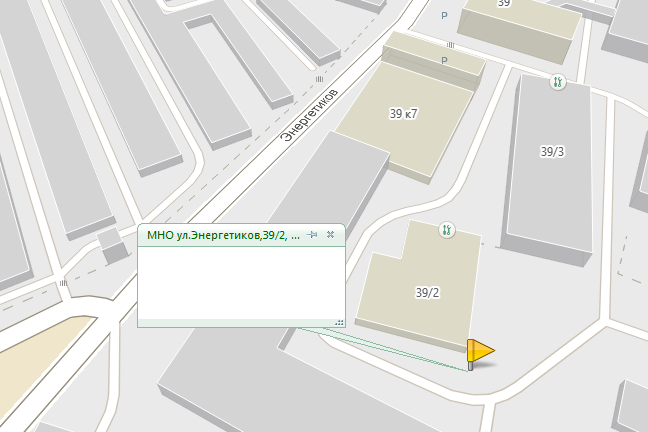 39
P
P
Энергетиков
39 к7
39/3
МНО ул.Энергетиков,39/2, ...
39/2